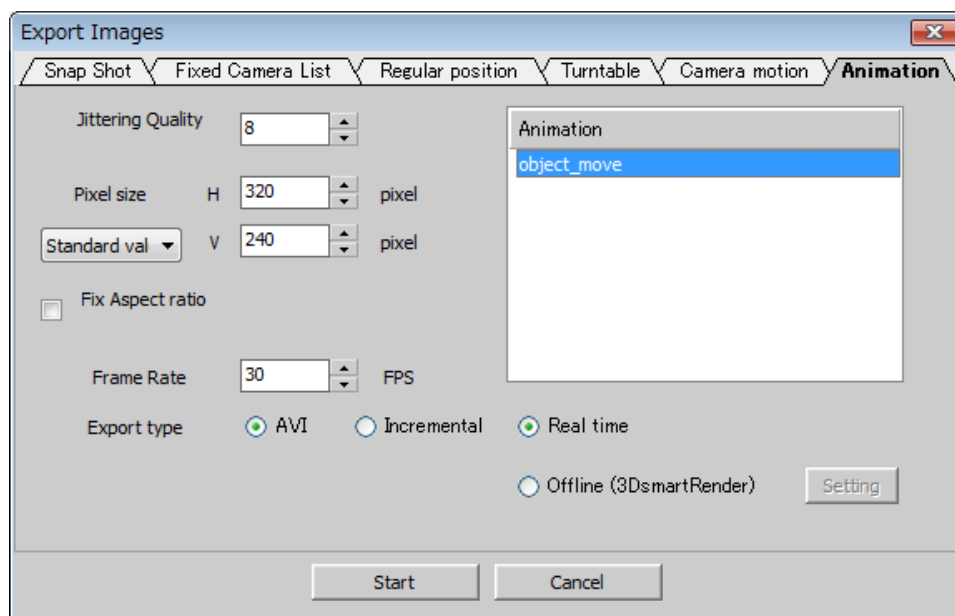 Export Images
Snap Shot Fixed Camera List Regular position Turntable Camera motion Animation
Jittering Quality 8
Animation
object_move
Pixel size H 320 pixel
Standard val V 240 pixel
Fix Aspect ratio
Frame Rate 30 FPS
Export type AVI Incremental Real time
Offline (3DsmartRender) Setting
Start Cancel